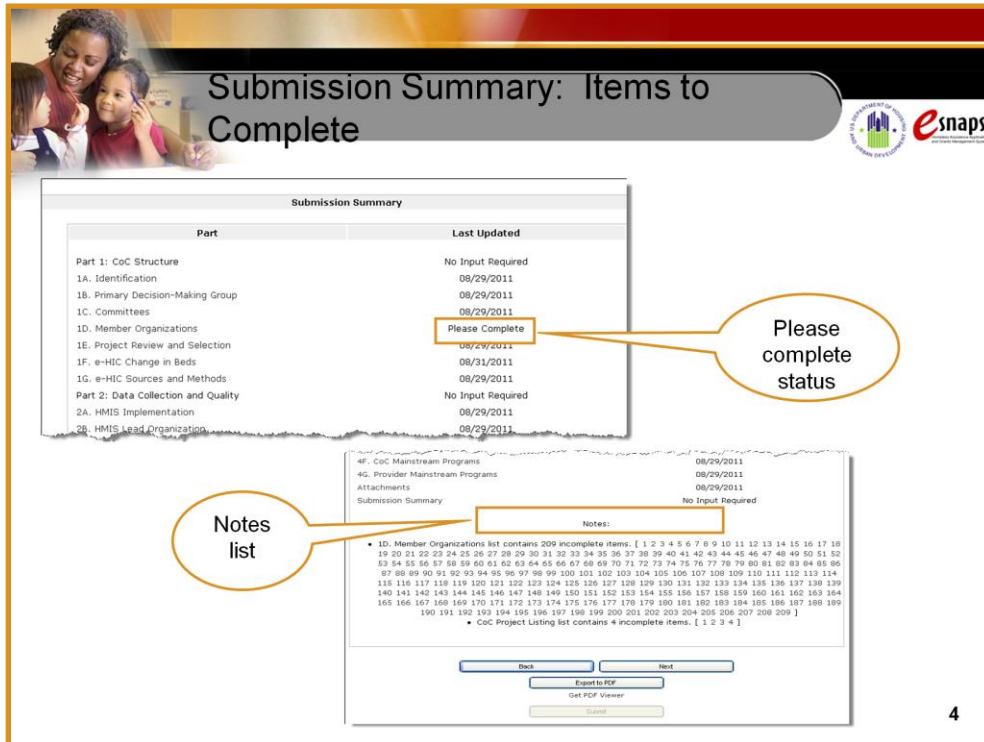 Submission Summary: Items to
Complete
esnaps
Submission Summary
Part Last Updated
Part 1: CoC Structure No Input Required
1A. Identification 08/29/2011
1B. Primary Decision-Making Group 08/29/2011
1C. Committees 08/29/2011
1D. Member Organizations Please Complete
1E. Project Review and Selection 08/29/2011
1F. e-HIC Change in Beds 08/31/2011
1G. e-HIC Sources and Methods 08/29/2011
Part 2: Data Collection and Quality No Input Required
2A. HMIS Implementation 08/29/2011
2B. HMIS Lead Organization 08/29/2011
Please
complete
status
4F. CoC Mainstream Programs 08/29/2011
4G. Provider Mainstream Programs 08/29/2011
Attachments 08/29/2011
Submission Summary No Input Required
Notes:
Notes
list
• 1D. Member Organizations list contains 209 incomplete items. [ 1 2 3 4 5 6 7 8 9 10 11 12 13 14 15 16 17 18
19 20 21 22 23 24 25 26 27 28 29 30 31 32 33 34 35 36 37 38 39 40 41 42 43 44 45 46 47 48 49 50 51 52
53 54 55 56 57 58 59 60 61 62 63 64 65 66 67 68 69 70 71 72 73 74 75 76 77 78 79 80 81 82 83 84 85 86
87 88 89 90 91 92 93 94 95 96 97 98 99 100 101 102 103 104 105 106 107 108 109 110 111 112 113 114
115 116 117 118 119 120 121 122 123 124 125 126 127 128 129 130 131 132 133 134 135 136 137 138 139
140 141 142 143 144 145 146 147 148 149 150 151 152 153 154 155 156 157 158 159 160 161 162 163 164
165 166 167 168 169 170 171 172 173 174 175 176 177 178 179 180 181 182 183 184 185 186 187 188 189
190 191 192 193 194 195 196 197 198 199 200 201 202 203 204 205 206 207 208 209 ]
• CoC Project Listing list contains 4 incomplete items. [ 1 2 3 4 ]
Back Next
Export to PDF
Get PDF Viewer
Submit
4